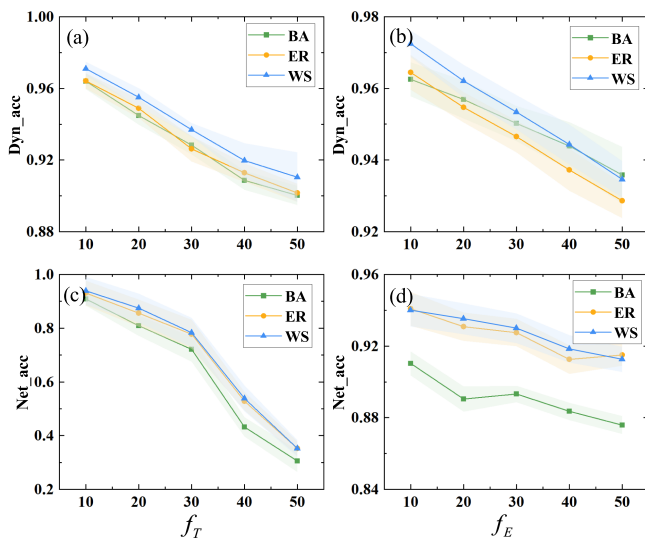 (a)
BA
ER
WS
Dyn_acc
1.00
0.96
0.92
0.88
10 20 30 40 50
(b)
BA
ER
WS
Dyn_acc
0.98
0.96
0.94
0.92
10 20 30 40 50
(c)
BA
ER
WS
Net_acc
1.0
0.8
0.6
0.4
0.2
10 20 30 40 50
f_T
(d)
BA
ER
WS
Net_acc
0.96
0.92
0.88
0.84
10 20 30 40 50
f_E